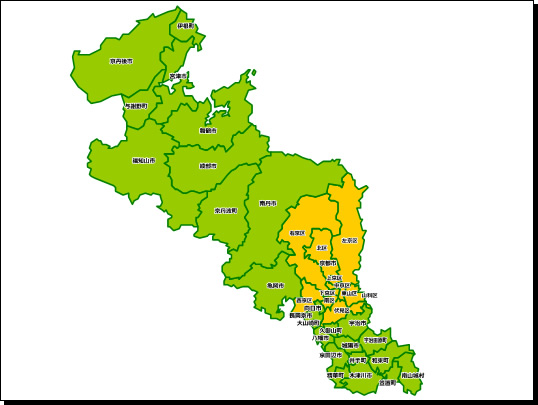 伊根町
京丹後市
宮津市
与謝野町
舞鶴市
福知山市
綾部市
京丹波町
南丹市
右京区
左京区
北区
京都市
上京区
中京区
亀岡市
下京区
東山区
山科区
西京区
南区
向日市
伏見区
長岡京市
大山崎町
宇治市
久御山町
八幡市
宇治田原町
城陽市
京田辺市
井手町
和束町
精華町
木津川市
笠置町
南山城村